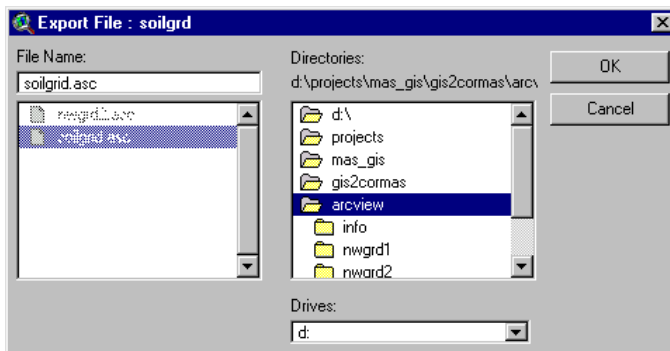 Export File : soilgrd
File Name:
soilgrid.asc
nwgrd2.asc
soilgrd.asc
Directories:
d:\projects\mas_gis\gis2cormas\arcv
d:\
projects
mas_gis
gis2cormas
arcview
info
nwgrd1
nwgrd2
Drives:
d:
OK
Cancel